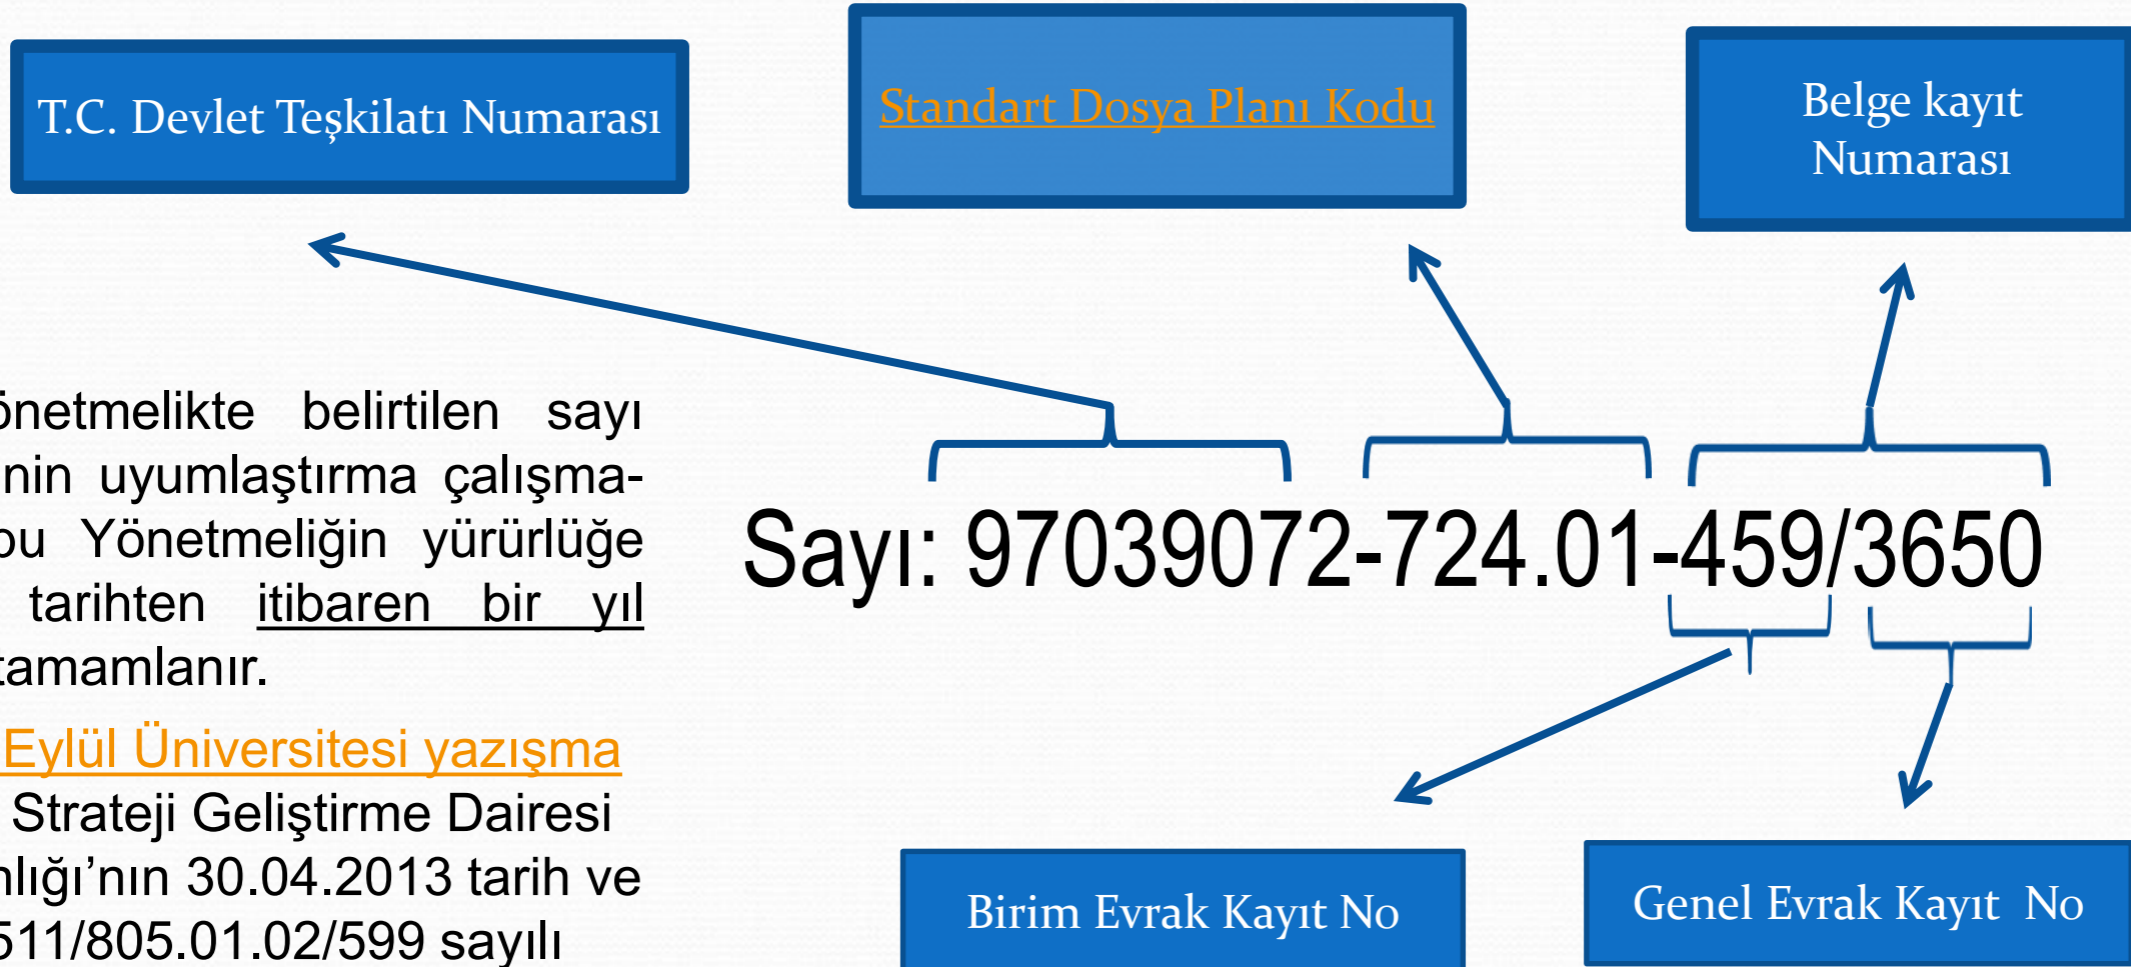 T.C. Devlet Teşkilatı Numarası
Standart Dosya Planı Kodu
Belge kayıt
Numarası
önetmelikte belirtilen sayı
inin uyumlaştırma çalışma-
bu Yönetmeliğin yürürlüğe
tarihten itibaren bir yıl
tamamlanır.
Eylül Üniversitesi yazışma
Strateji Geliştirme Dairesi
nlığı’nın 30.04.2013 tarih ve
511/805.01.02/599 sayılı
Sayı: 97039072-724.01-459/3650
Birim Evrak Kayıt No
Genel Evrak Kayıt No